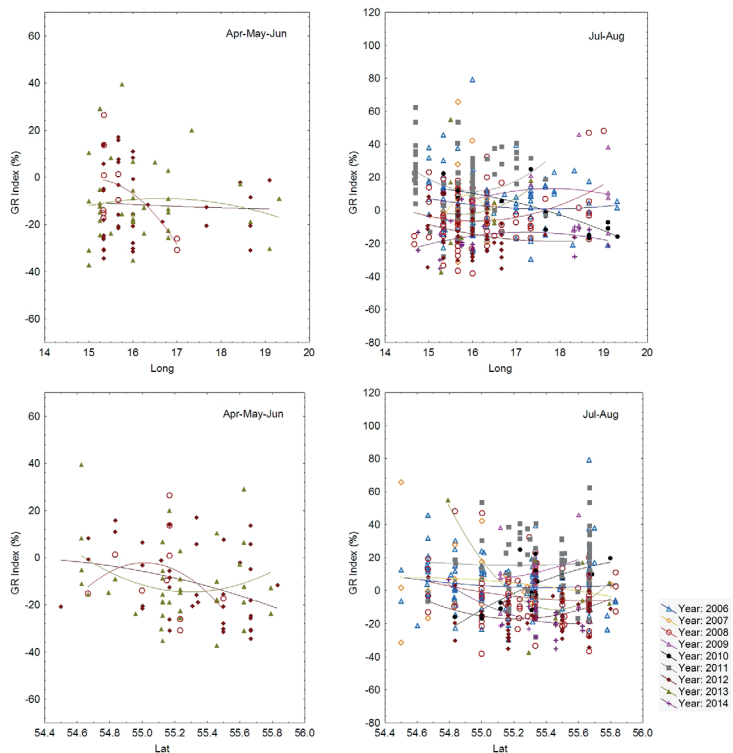 Apr-May-Jun
GR Index (%)
60
40
20
0
-20
-40
-60
14 15 16 17 18 19 20
Long
Jul-Aug
GR Index (%)
120
100
80
60
40
20
0
-20
-40
-60
-80
14 15 16 17 18 19 20
Long
Apr-May-Jun
GR Index (%)
60
40
20
0
-20
-40
-60
54.4 54.6 54.8 55.0 55.2 55.4 55.6 55.8 56.0
Lat
Jul-Aug
GR Index (%)
120
100
80
60
40
20
0
-20
-40
-60
-80
54.4 54.6 54.8 55.0 55.2 55.4 55.6 55.8 56.0
Lat
Year: 2006
Year: 2007
Year: 2008
Year: 2009
Year: 2010
Year: 2011
Year: 2012
Year: 2013
Year: 2014